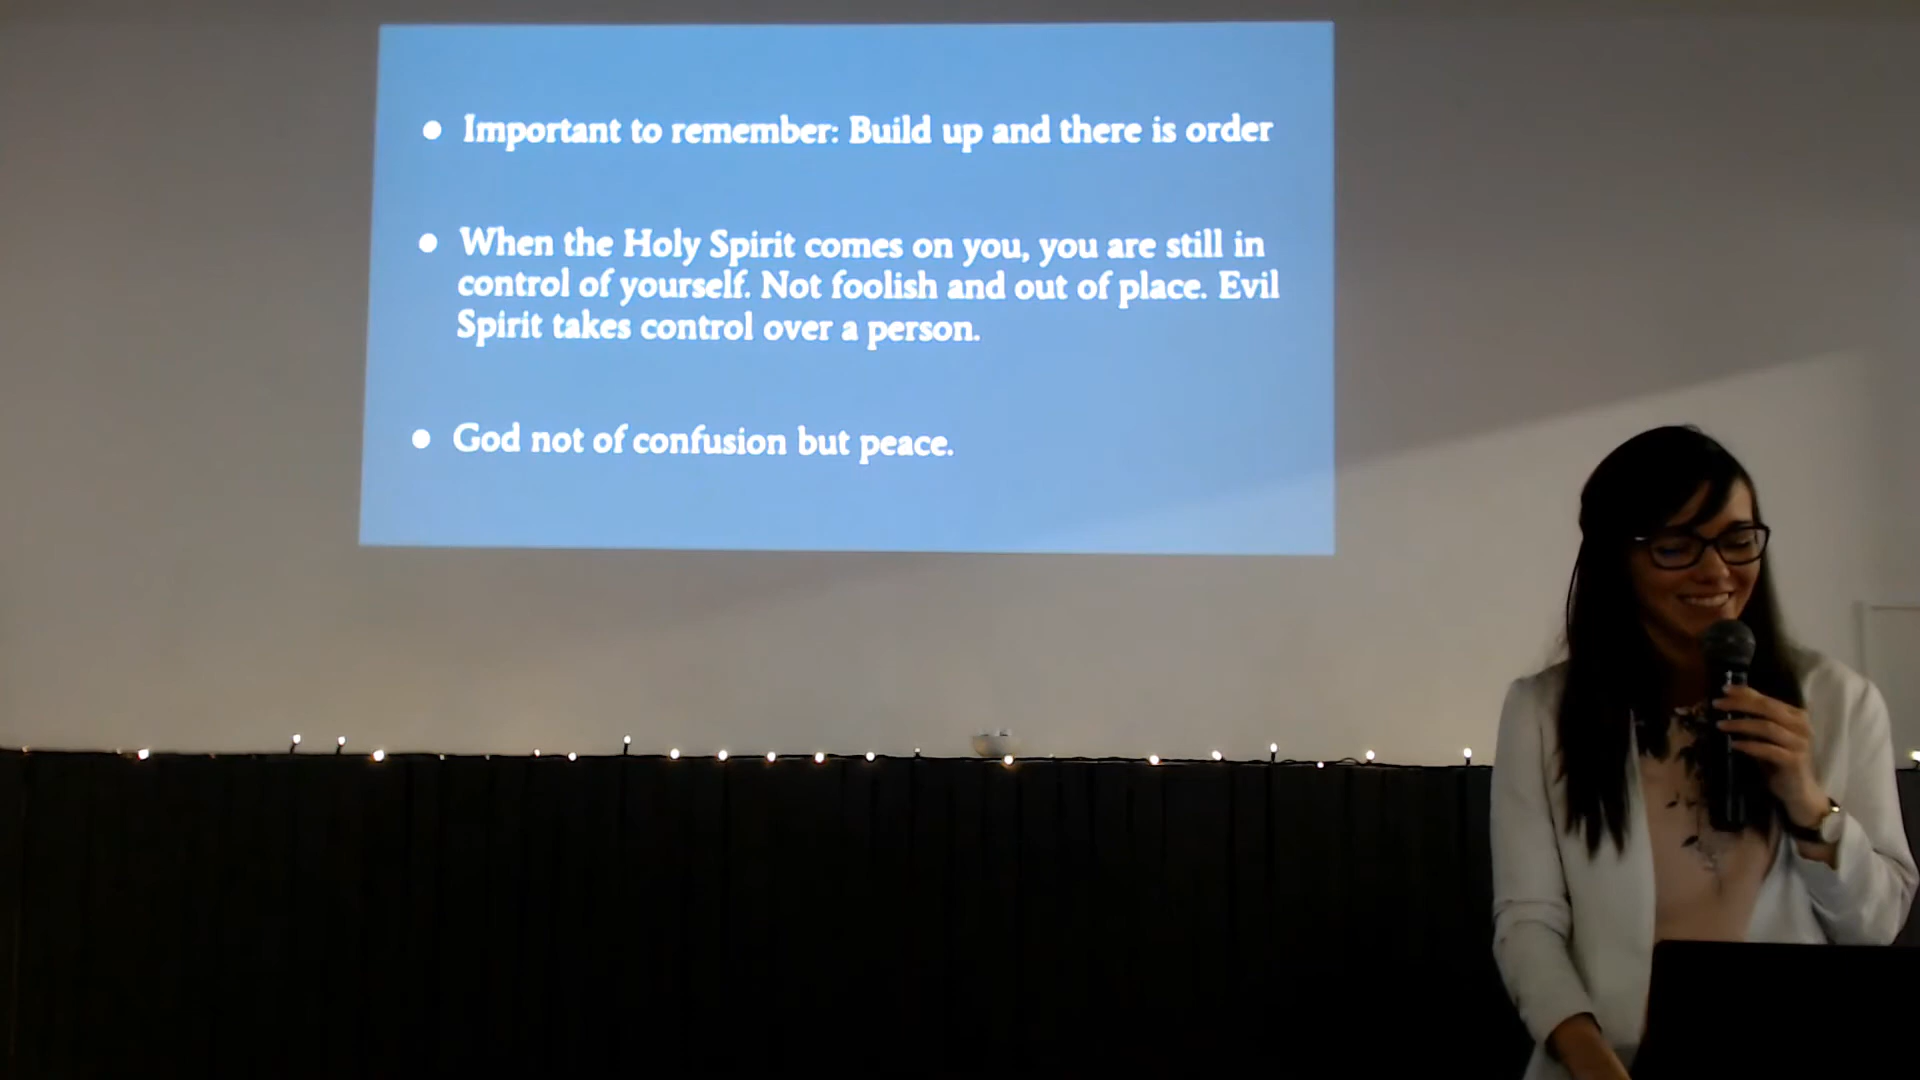 ● Important to remember: Build up and there is order
● When the Holy Spirit comes on you, you are still in
control of yourself. Not foolish and out of place. Evil
Spirit takes control over a person.
● God not of confusion but peace.